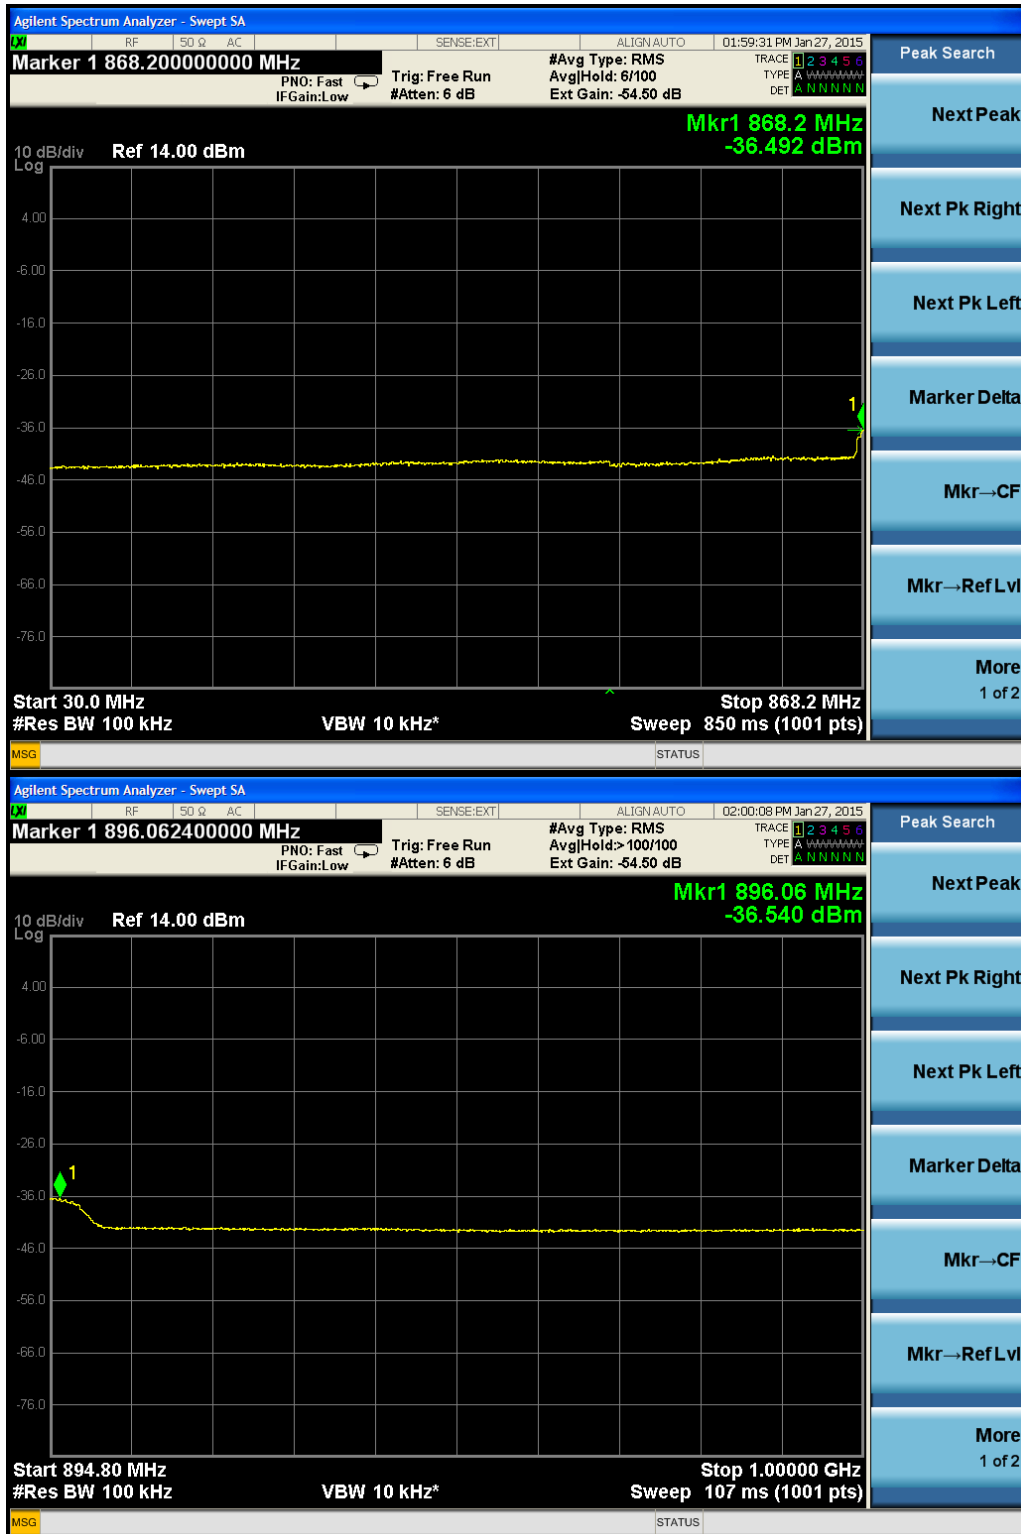 Agilent Spectrum Analyzer - Swept SA
LXI RF 50 Ω AC SENSE:EXT ALIGN AUTO 01:59:31 PM Jan 27, 2015
Marker 1 868.200000000 MHz
PNO: Fast
IFGain:Low
Trig: Free Run
#Atten: 6 dB
#Avg Type: RMS
Avg|Hold: 6/100
Ext Gain: -54.50 dB
TRACE 1 2 3 4 5 6
TYPE A WWWWW
DET A N N N N N
Mkr1 868.2 MHz
-36.492 dBm
10 dB/div Ref 14.00 dBm
Log
4.00
-6.00
-16.0
-26.0
1
-36.0
-46.0
-56.0
-66.0
-76.0
Start 30.0 MHz Stop 868.2 MHz
#Res BW 100 kHz VBW 10 kHz* Sweep 850 ms (1001 pts)
MSG STATUS
Peak Search
Next Peak
Next Pk Right
Next Pk Left
Marker Delta
Mkr→CF
Mkr→Ref Lvl
More
1 of 2
Agilent Spectrum Analyzer - Swept SA
LXI RF 50 Ω AC SENSE:EXT ALIGN AUTO 02:00:08 PM Jan 27, 2015
Marker 1 896.062400000 MHz
PNO: Fast
IFGain:Low
Trig: Free Run
#Atten: 6 dB
#Avg Type: RMS
Avg|Hold:>100/100
Ext Gain: -54.50 dB
TRACE 1 2 3 4 5 6
TYPE A WWWWW
DET A N N N N N
Mkr1 896.06 MHz
-36.540 dBm
10 dB/div Ref 14.00 dBm
Log
4.00
-6.00
-16.0
-26.0
1
-36.0
-46.0
-56.0
-66.0
-76.0
Start 894.80 MHz Stop 1.00000 GHz
#Res BW 100 kHz VBW 10 kHz* Sweep 107 ms (1001 pts)
MSG STATUS
Peak Search
Next Peak
Next Pk Right
Next Pk Left
Marker Delta
Mkr→CF
Mkr→Ref Lvl
More
1 of 2